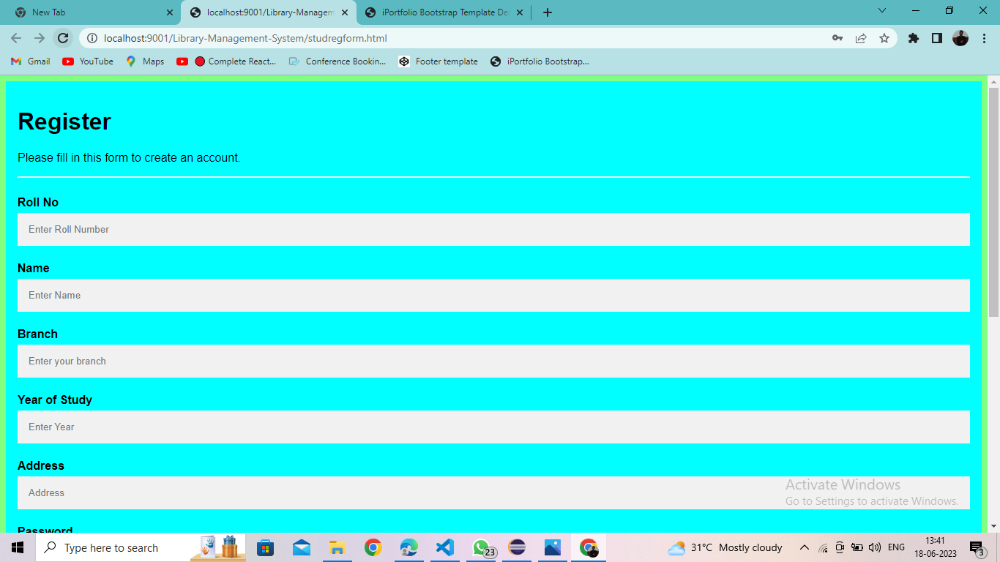 New Tab
localhost:9001/Library-Managem
iPortfolio Bootstrap Template De
localhost:9001/Library-Management-System/studregform.html
Gmail
YouTube
Maps
Complete React...
Conference Bookin...
Footer template
iPortfolio Bootstrap...
Register
Please fill in this form to create an account.
Roll No
Enter Roll Number
Name
Enter Name
Branch
Enter your branch
Year of Study
Enter Year
Address
Address
Activate Windows
Go to Settings to activate Windows.
Password
Type here to search
23
31°C Mostly cloudy
ENG
13:41
18-06-2023
3